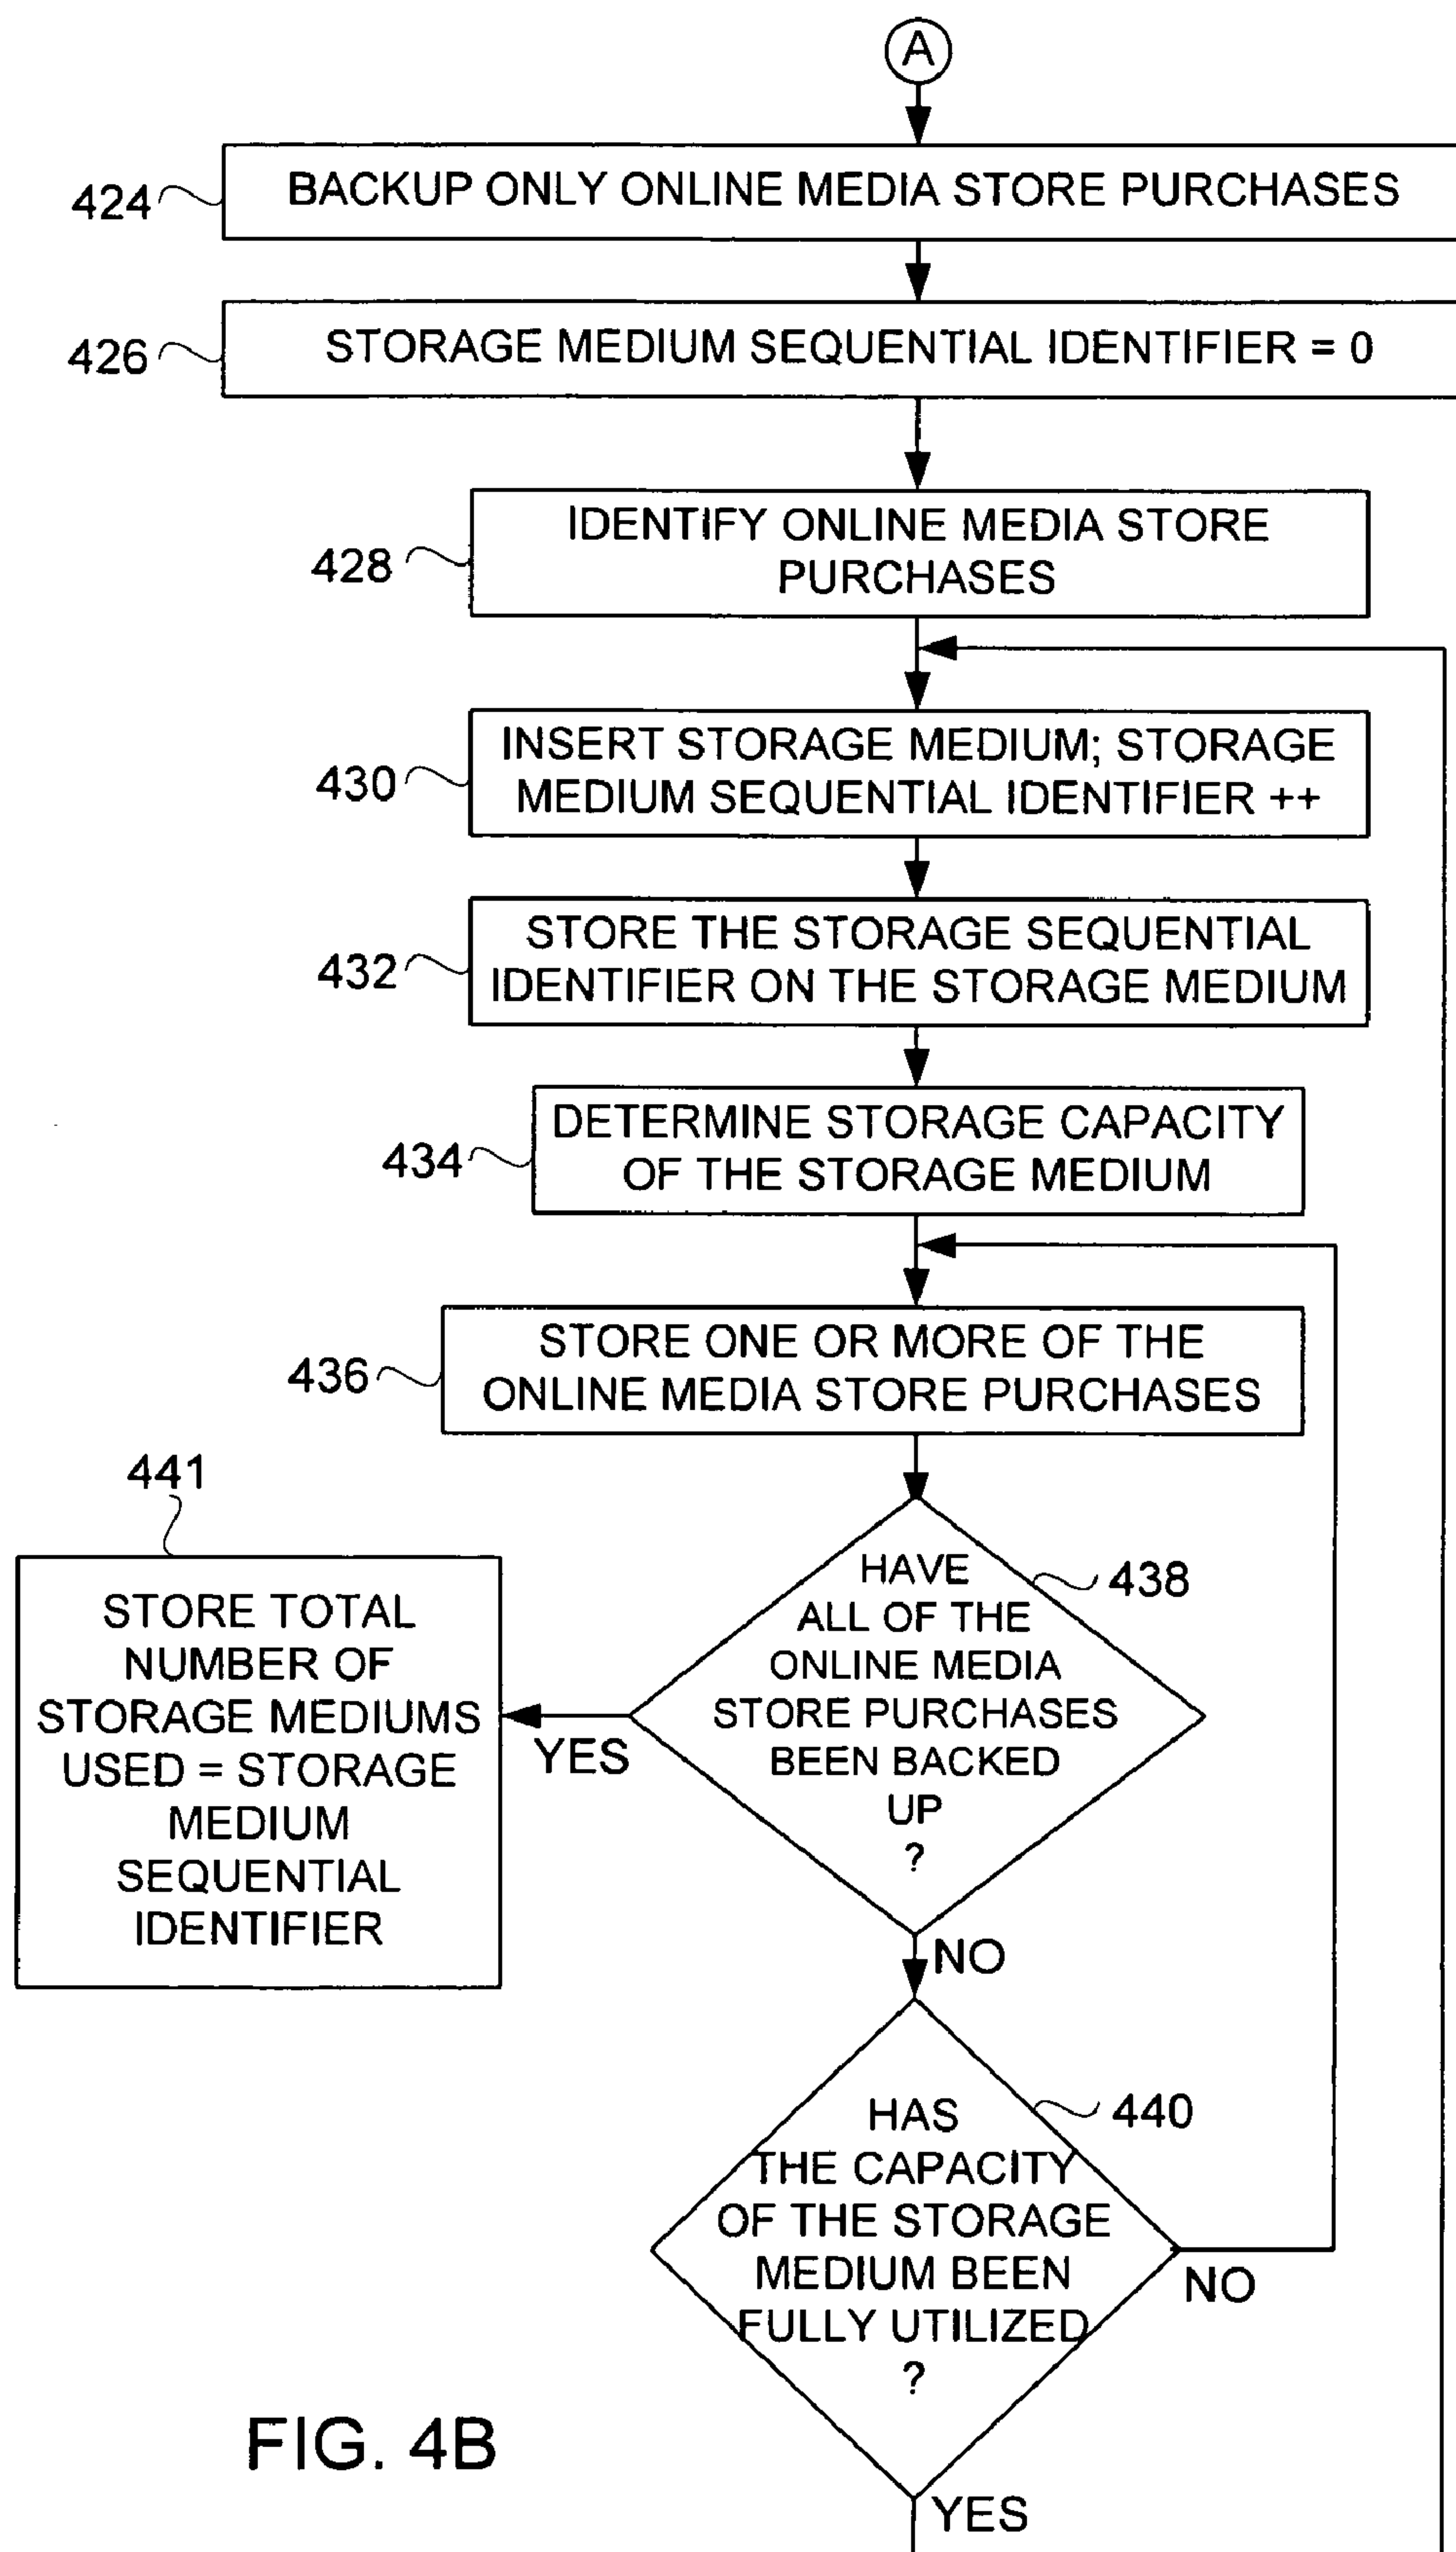 A
424
BACKUP ONLY ONLINE MEDIA STORE PURCHASES
426
STORAGE MEDIUM SEQUENTIAL IDENTIFIER = 0
428
IDENTIFY ONLINE MEDIA STORE
PURCHASES
430
INSERT STORAGE MEDIUM; STORAGE
MEDIUM SEQUENTIAL IDENTIFIER ++
432
STORE THE STORAGE SEQUENTIAL
IDENTIFIER ON THE STORAGE MEDIUM
434
DETERMINE STORAGE CAPACITY
OF THE STORAGE MEDIUM
436
STORE ONE OR MORE OF THE
ONLINE MEDIA STORE PURCHASES
441
STORE TOTAL
NUMBER OF
STORAGE MEDIUMS
USED = STORAGE
MEDIUM
SEQUENTIAL
IDENTIFIER
YES
438
HAVE
ALL OF THE
ONLINE MEDIA
STORE PURCHASES
BEEN BACKED
UP
?
NO
440
HAS
THE CAPACITY
OF THE STORAGE
MEDIUM BEEN
FULLY UTILIZED
?
NO
YES
FIG. 4B